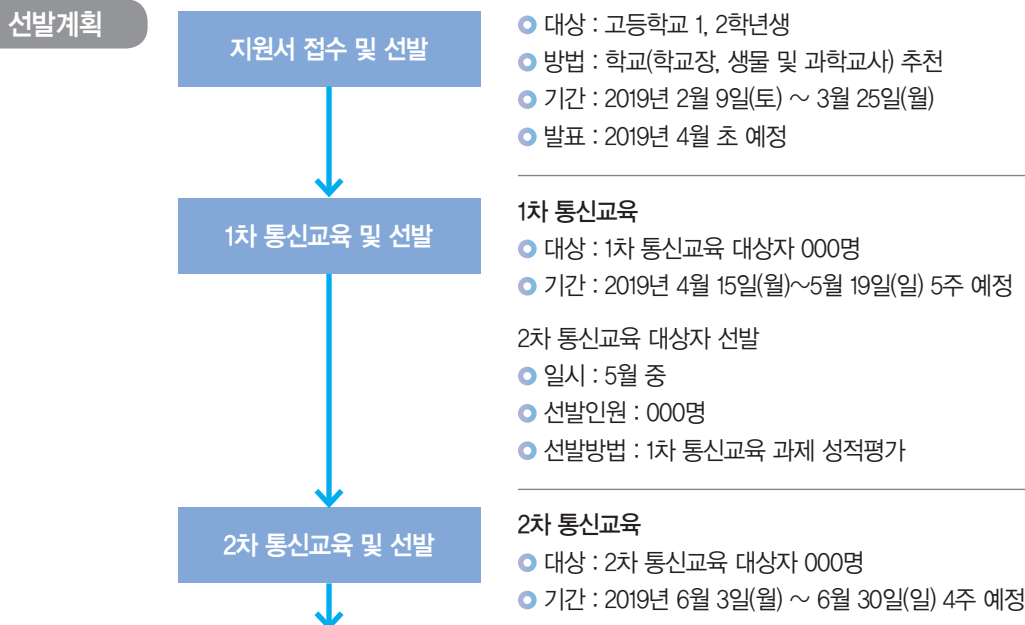 선발계획
지원서 접수 및 선발
대상 : 고등학교 1, 2학년생
방법 : 학교(학교장, 생물 및 과학교사) 추천
기간 : 2019년 2월 9일(토) ~ 3월 25일(월)
발표 : 2019년 4월 초 예정
1차 통신교육 및 선발
1차 통신교육
대상 : 1차 통신교육 대상자 000명
기간 : 2019년 4월 15일(월)~5월 19일(일) 5주 예정
2차 통신교육 대상자 선발
일시 : 5월 중
선발인원 : 000명
선발방법 : 1차 통신교육 과제 성적평가
2차 통신교육 및 선발
2차 통신교육
대상 : 2차 통신교육 대상자 000명
기간 : 2019년 6월 3일(월) ~ 6월 30일(일) 4주 예정